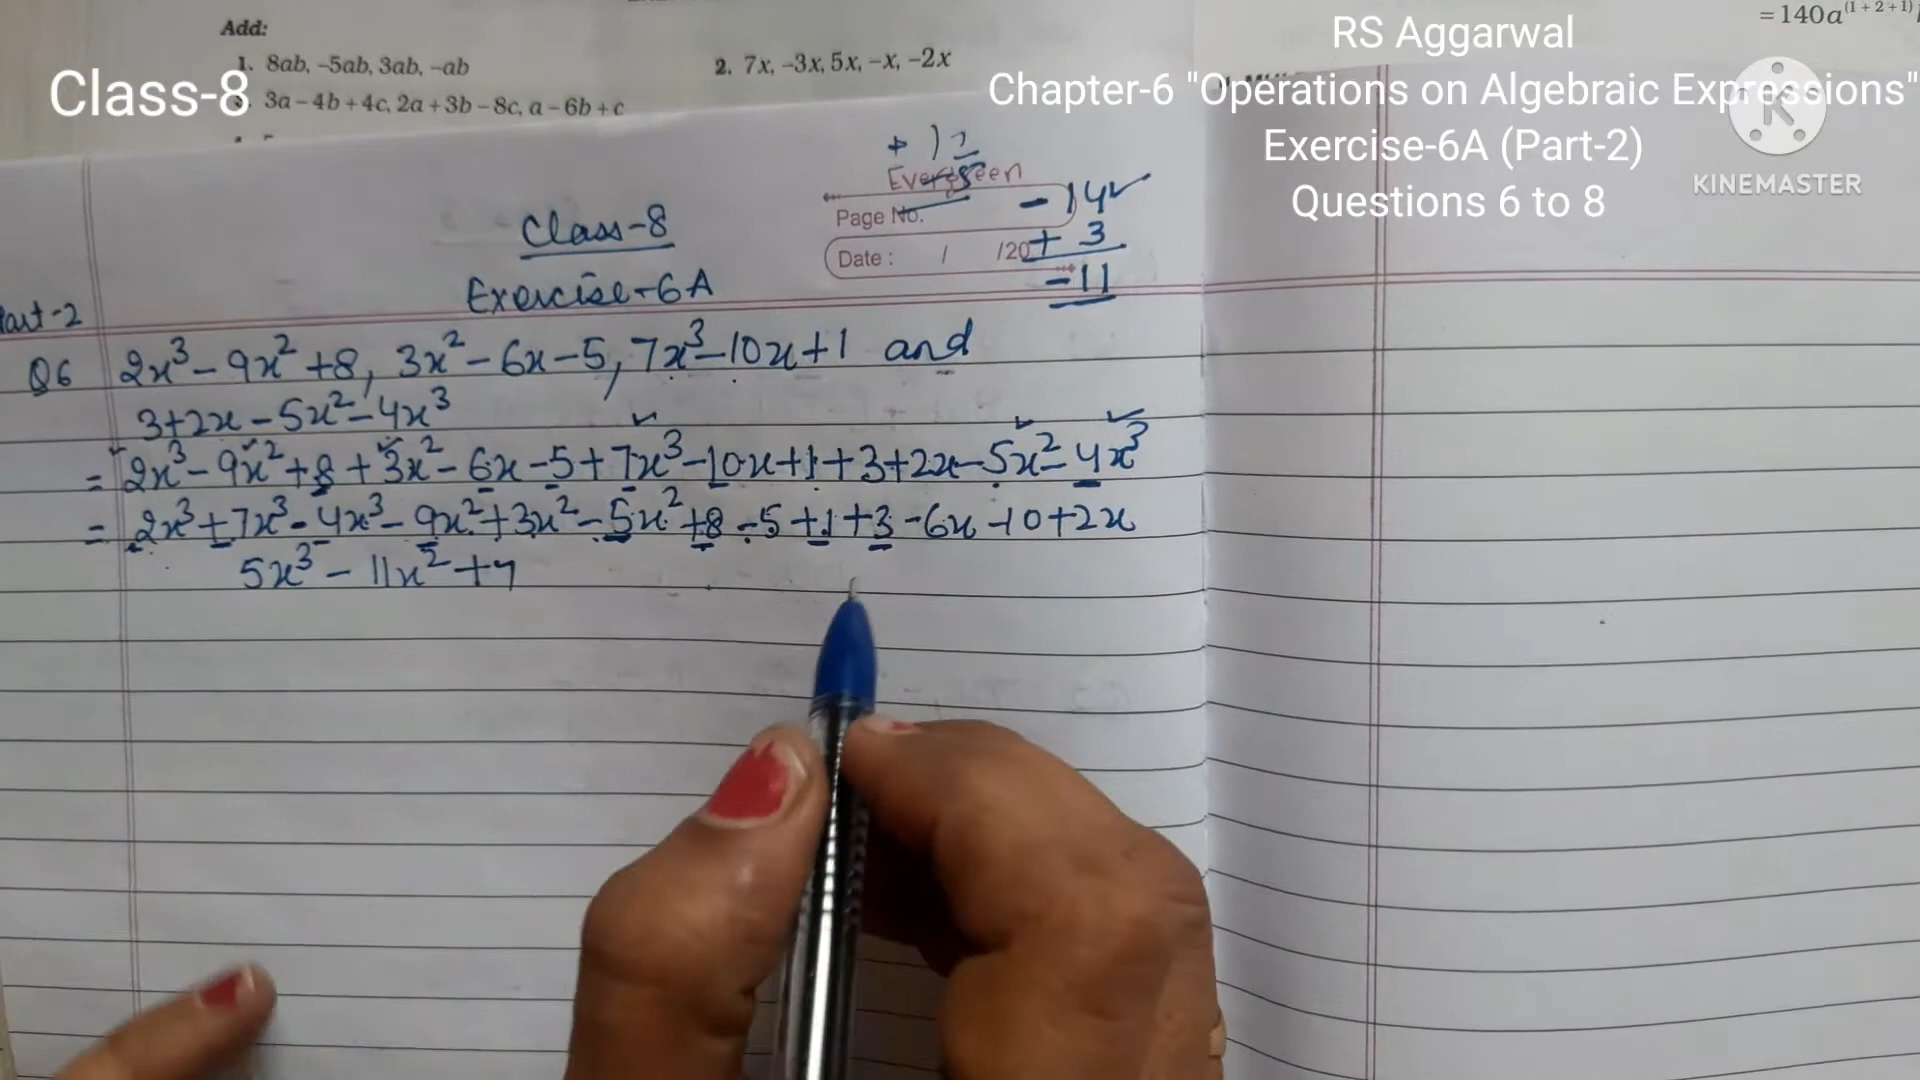 Add:
1. 8ab, –5ab, 3ab, –ab
2. 7x, –3x, 5x, –x, –2x
3a – 4b + 4c, 2a + 3b – 8c, a – 6b + c
= 140a^(1 + 2 + 1)
Class-8
RS Aggarwal
Chapter-6 "Operations on Algebraic Expressions"
Exercise-6A (Part-2)
Questions 6 to 8
KINEMASTER
+ 12
Evergreen
Page No.
Date : / /20
- 14
+ 3
- 11
Class-8
Exercise-6A
Part-2
Q6 2x³ - 9x² + 8, 3x² - 6x - 5, 7x³ - 10x + 1 and
3 + 2x - 5x² - 4x³
= 2x³ - 9x² + 8 + 3x² - 6x - 5 + 7x³ - 10x + 1 + 3 + 2x - 5x² - 4x³
= 2x³ + 7x³ - 4x³ - 9x² + 3x² - 5x² + 8 - 5 + 1 + 3 - 6x - 10 + 2x
5x³ - 11x² + 7